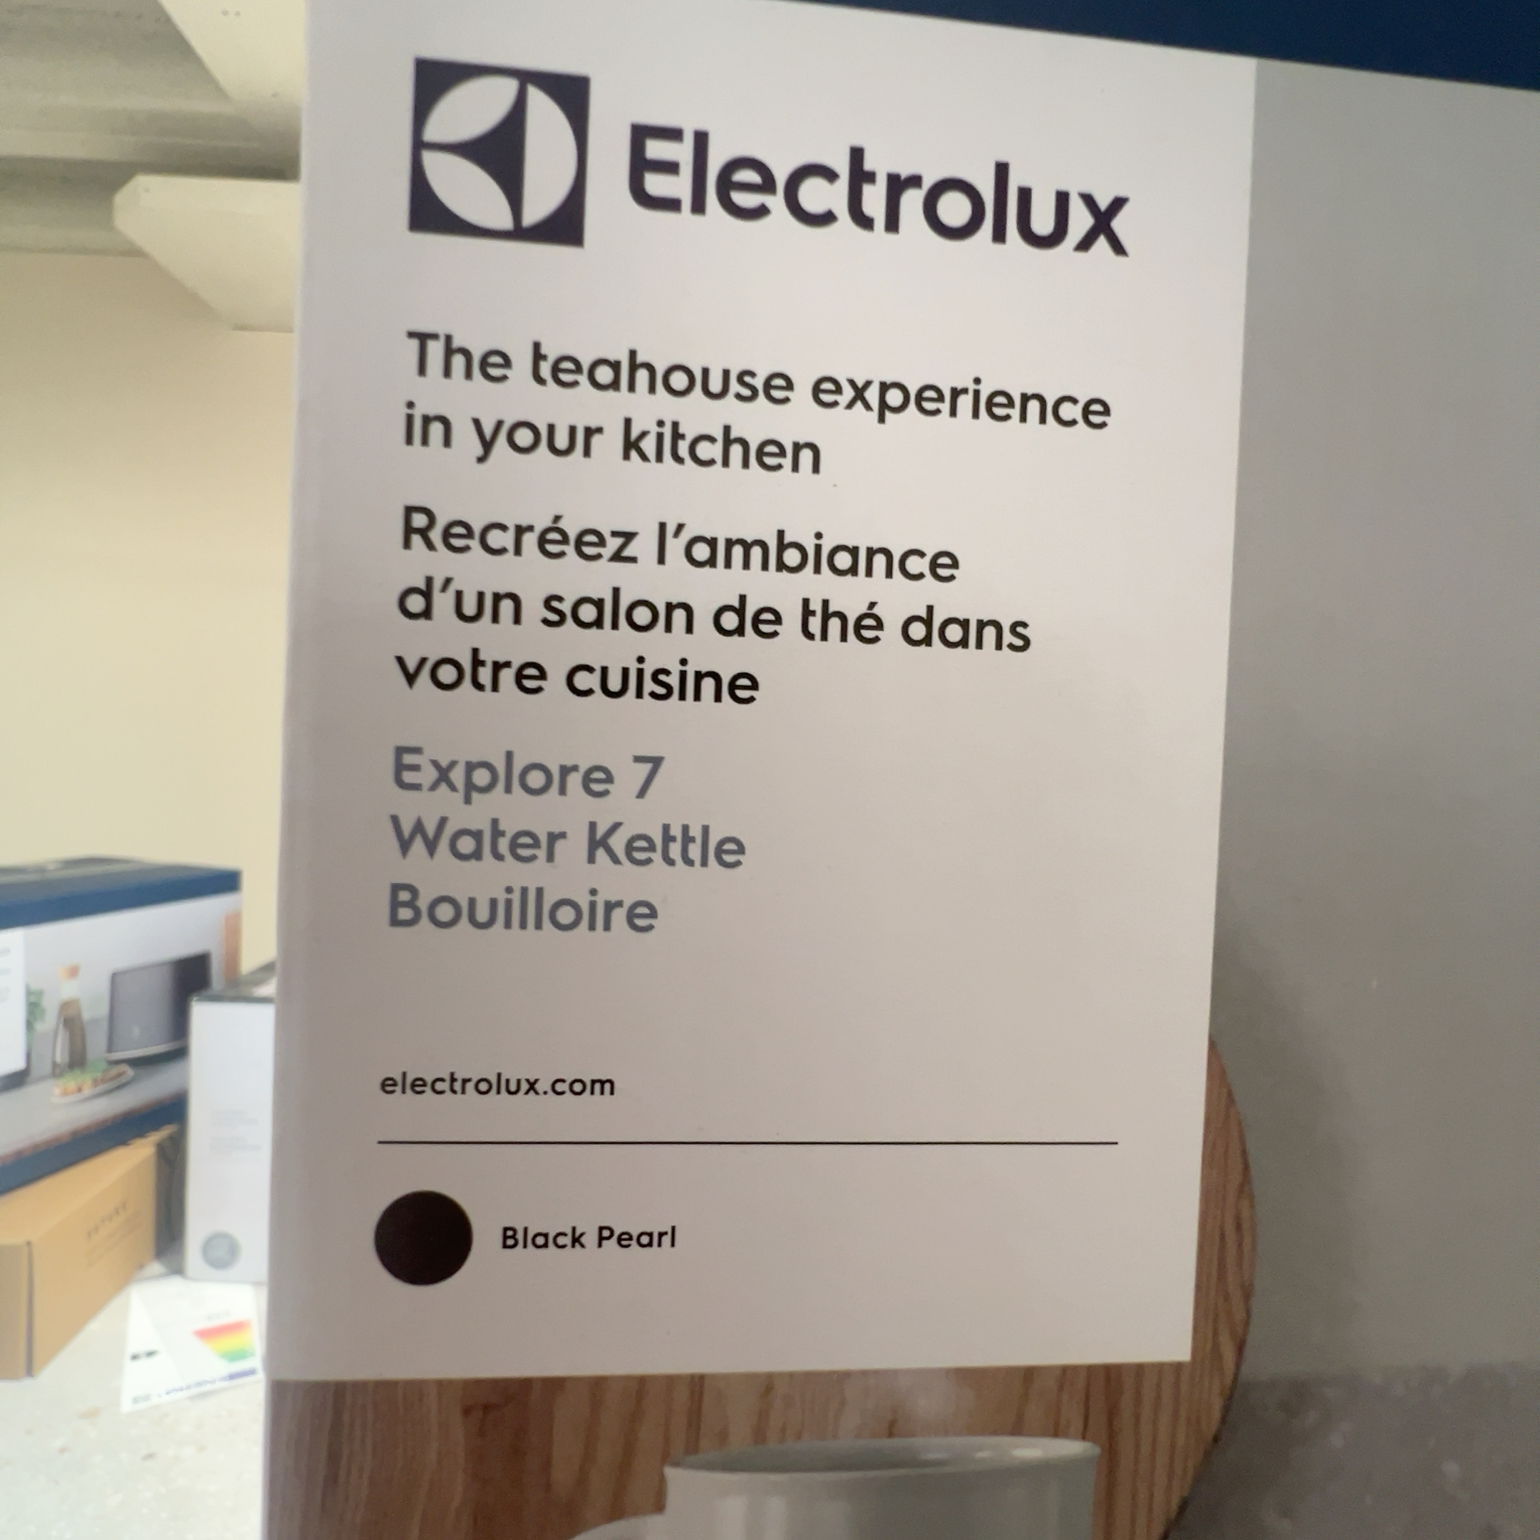 Electrolux
The teahouse experience
in your kitchen
Recréez l'ambiance
d'un salon de thé dans
votre cuisine
Explore 7
Water Kettle
Bouilloire
electrolux.com
Black Pearl